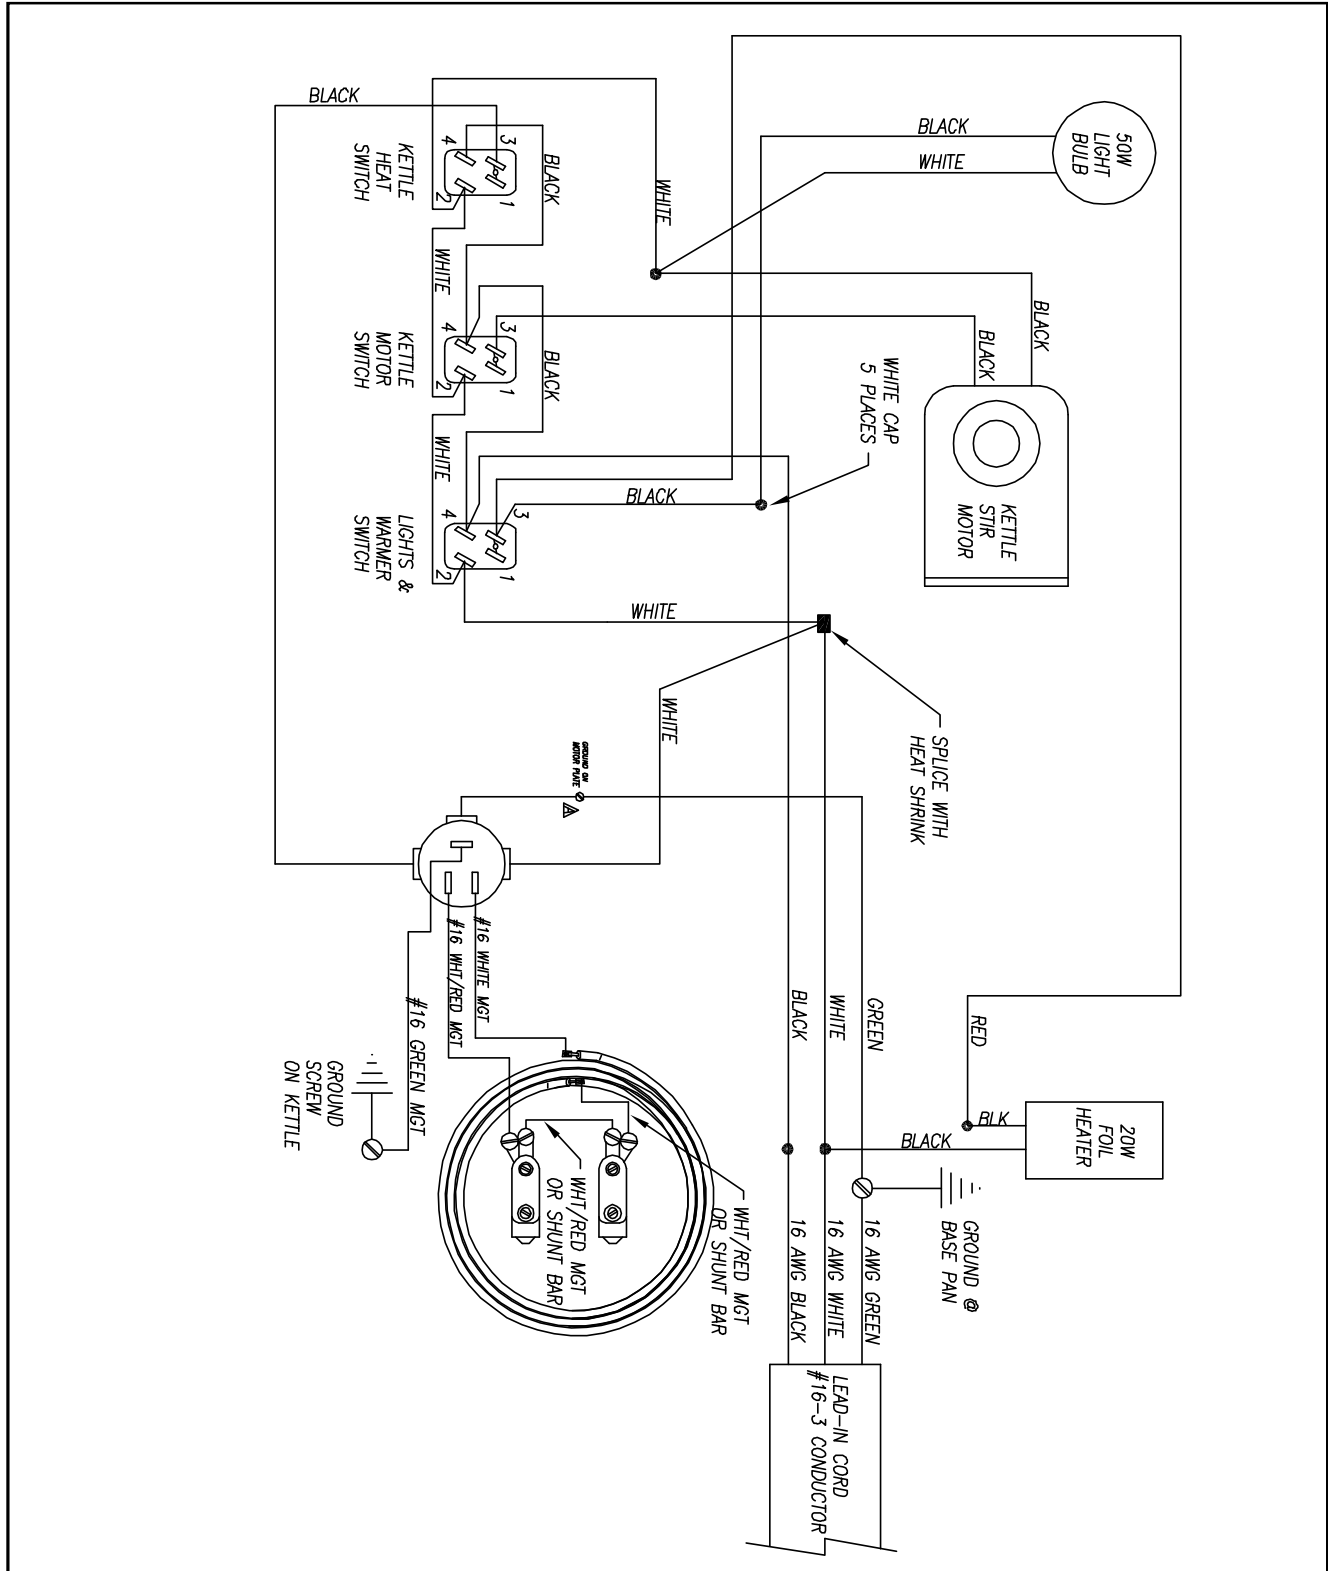 50W
LIGHT
BULB
BLACK
WHITE
BLACK
KETTLE
HEAT
SWITCH
3
4
1
2
BLACK
WHITE
WHITE
BLACK
BLACK
KETTLE
MOTOR
SWITCH
3
4
1
2
BLACK
WHITE
WHITE CAP
5 PLACES
KETTLE
STIR
MOTOR
LIGHTS &
WARMER
SWITCH
3
4
1
2
BLACK
WHITE
SPLICE WITH
HEAT SHRINK
WHITE
GROUND ON
MOTOR PLATE
A
#16 WHITE MGT
#16 WHT/RED MGT
#16 GREEN MGT
GROUND
SCREW
ON KETTLE
GREEN
WHITE
BLACK
RED
BLK
BLACK
20W
FOIL
HEATER
GROUND @
BASE PAN
WHT/RED MGT
OR SHUNT BAR
WHT/RED MGT
OR SHUNT BAR
16 AWG GREEN
16 AWG WHITE
16 AWG BLACK
LEAD-IN CORD
#16-3 CONDUCTOR